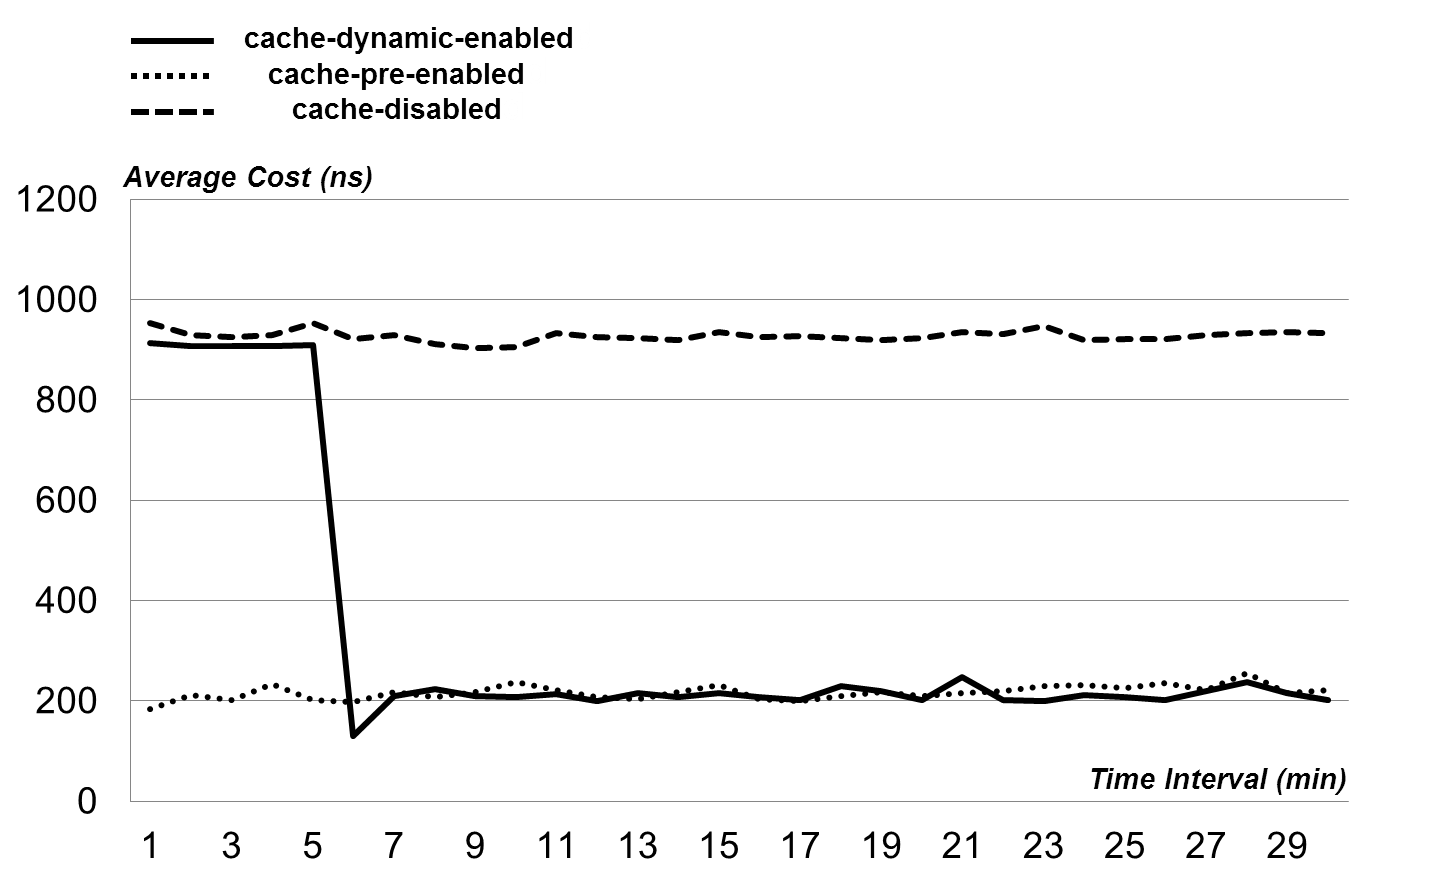 cache-dynamic-enabled
cache-pre-enabled
cache-disabled
Average Cost (ns)
1200
1000
800
600
400
200
0
Time Interval (min)
1 3 5 7 9 11 13 15 17 19 21 23 25 27 29